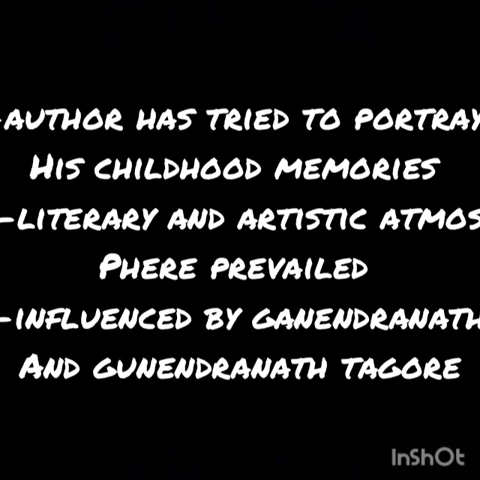 -AUTHOR HAS TRIED TO PORTRAY
HIS CHILDHOOD MEMORIES
-LITERARY AND ARTISTIC ATMOS
PHERE PREVAILED
-INFLUENCED BY GANENDRANATH
AND GUNENDRANATH TAGORE
InShOt